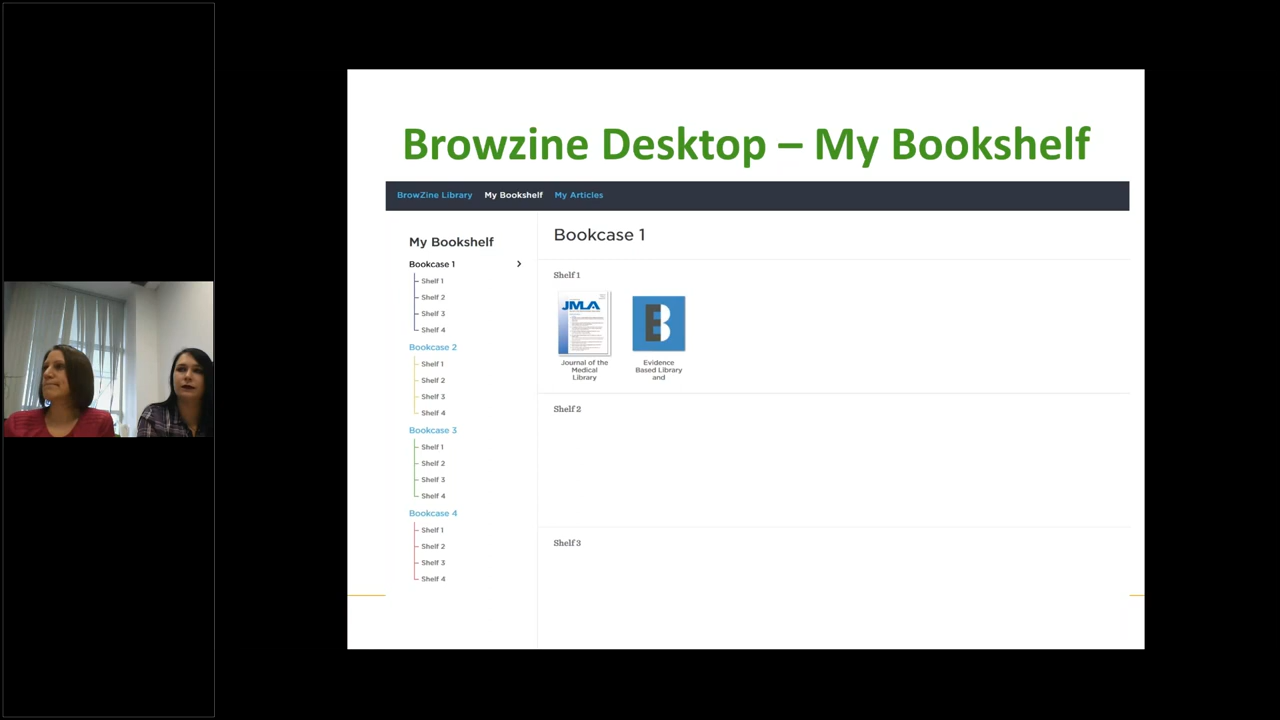 Browzine Desktop – My Bookshelf
BrowZine Library My Bookshelf My Articles
My Bookshelf
Bookcase 1
Shelf 1
Shelf 2
Shelf 3
Shelf 4
Bookcase 2
Shelf 1
Shelf 2
Shelf 3
Shelf 4
Bookcase 3
Shelf 1
Shelf 2
Shelf 3
Shelf 4
Bookcase 4
Shelf 1
Shelf 2
Shelf 3
Shelf 4
Bookcase 1
Shelf 1
JMLA
Journal of the
Medical
Library
B
Evidence
Based Library
and
Shelf 2
Shelf 3